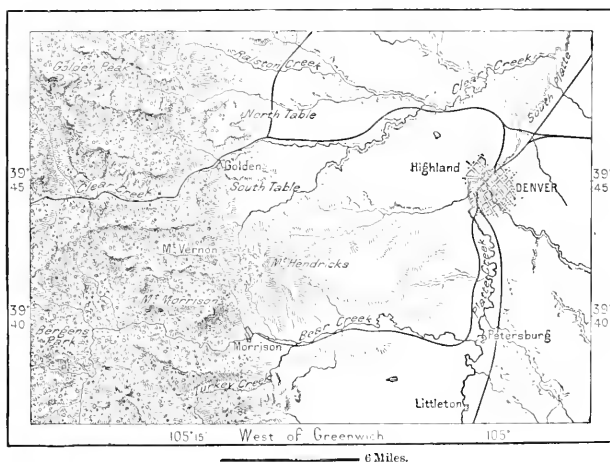 Ralston Creek
Clear Creek
South Platte
North Table
39°
45'
Golden
South Table
Clear Creek
Highland
DENVER
39°
45'
Mt Vernon
Mt Hendricks
Platte Creek
Mt Morrison
39°
40'
39°
40'
Bergens
Park
Bear Creek
Morrison
Petersburg
Turkey Creek
Littleton
105°15'
West of Greenwich
105°
6 Miles.